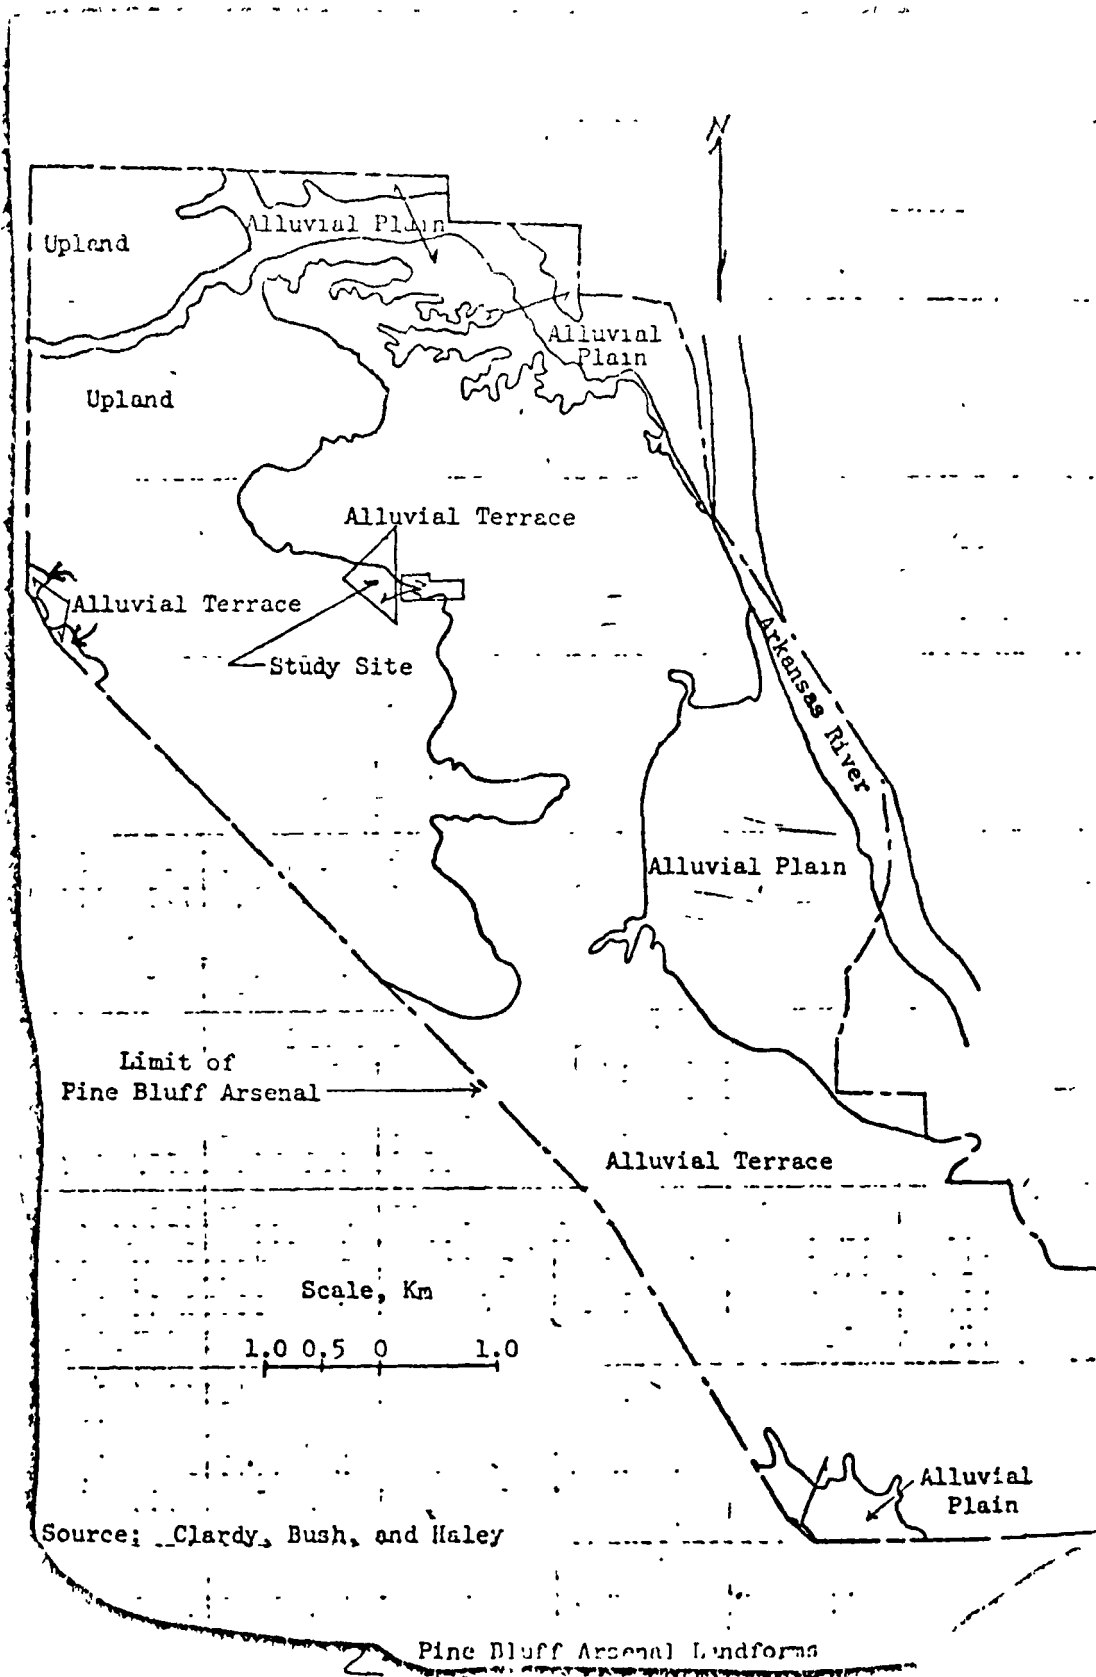 N
Alluvial Plain
Upland
Alluvial
Plain
Upland
Alluvial Terrace
Alluvial Terrace
Study Site
Arkansas River
Alluvial Plain
Limit of
Pine Bluff Arsenal
Alluvial Terrace
Scale, Km
1.0 0.5 0 1.0
Alluvial
Plain
Source: Clardy, Bush, and Haley
Pine Bluff Arsenal Landforms